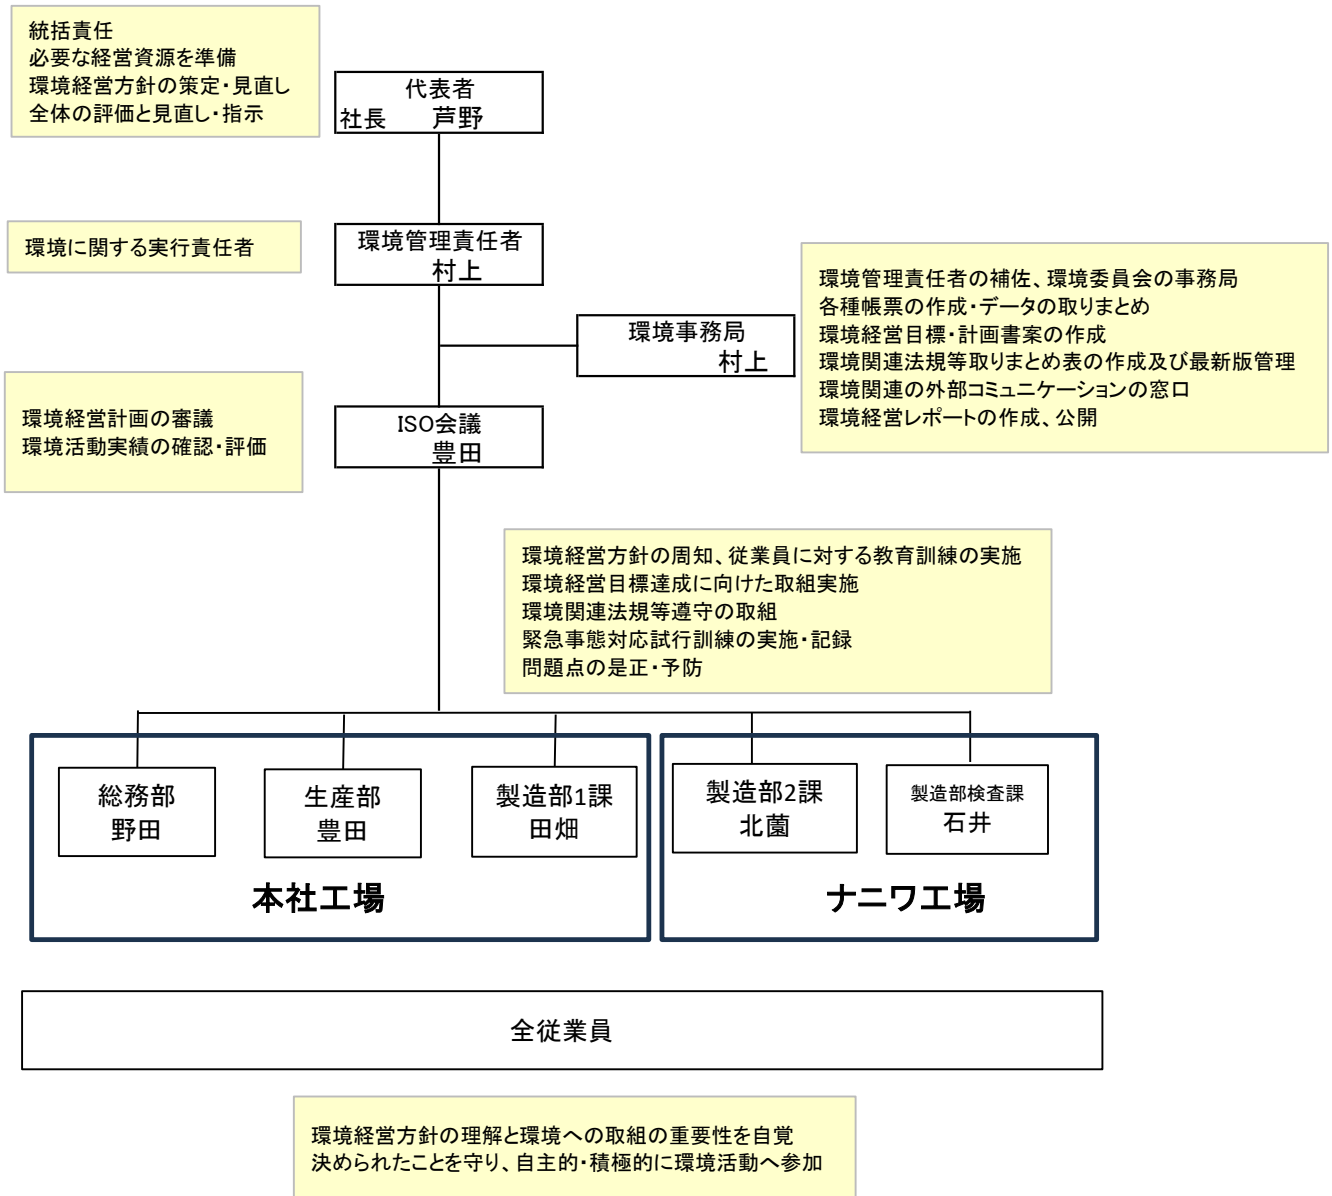 統括責任
必要な経営資源を準備
環境経営方針の策定・見直し
全体の評価と見直し・指示
代表者
社長 芦野
環境に関する実行責任者
環境管理責任者
村上
環境管理責任者の補佐、環境委員会の事務局
各種帳票の作成・データの取りまとめ
環境経営目標・計画書案の作成
環境関連法規等取りまとめ表の作成及び最新版管理
環境関連の外部コミュニケーションの窓口
環境経営レポートの作成、公開
環境事務局
村上
環境経営計画の審議
環境活動実績の確認・評価
ISO会議
豊田
環境経営方針の周知、従業員に対する教育訓練の実施
環境経営目標達成に向けた取組実施
環境関連法規等遵守の取組
緊急事態対応試行訓練の実施・記録
問題点の是正・予防
総務部
野田
生産部
豊田
製造部1課
田畑
本社工場
製造部2課
北薗
製造部検査課
石井
ナニワ工場
全従業員
環境経営方針の理解と環境への取組の重要性を自覚
決められたことを守り、自主的・積極的に環境活動へ参加